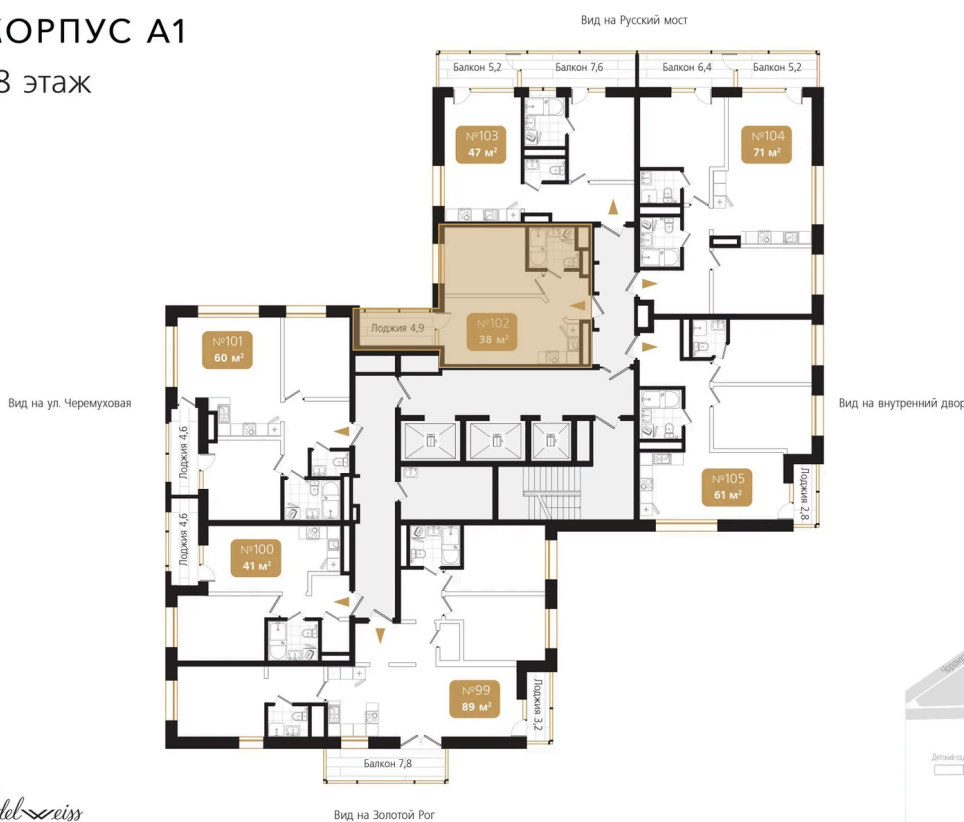 КОРПУС А1
8 этаж
Вид на Русский мост
Балкон 5,2
Балкон 7,6
Балкон 6,4
Балкон 5,2
№103
47 м²
№104
71 м²
Лоджия 4,9
№102
38 м²
№101
60 м²
Вид на ул. Черемуховая
Вид на внутренний двор
Лоджия 4,6
Лоджия 4,6
№105
61 м²
Лоджия 2,8
№100
41 м²
№99
89 м²
Лоджия 3,2
Балкон 7,8
Вид на Золотой Рог